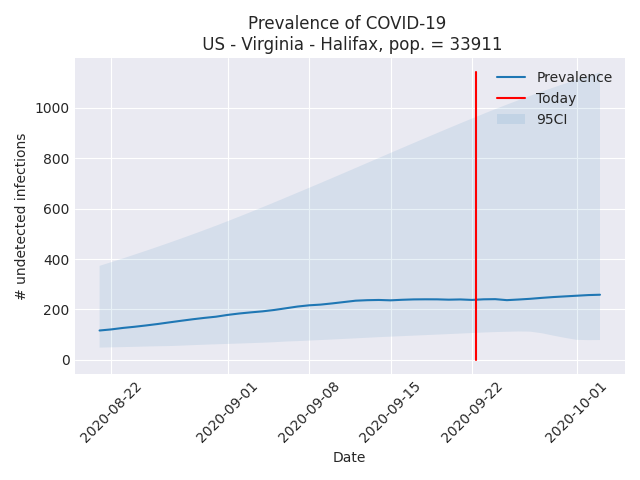 Prevalence of COVID-19
US - Virginia - Halifax, pop. = 33911
Prevalence
Today
95CI
# undetected infections
1000
800
600
400
200
0
2020-08-22
2020-09-01
2020-09-08
2020-09-15
2020-09-22
2020-10-01
Date